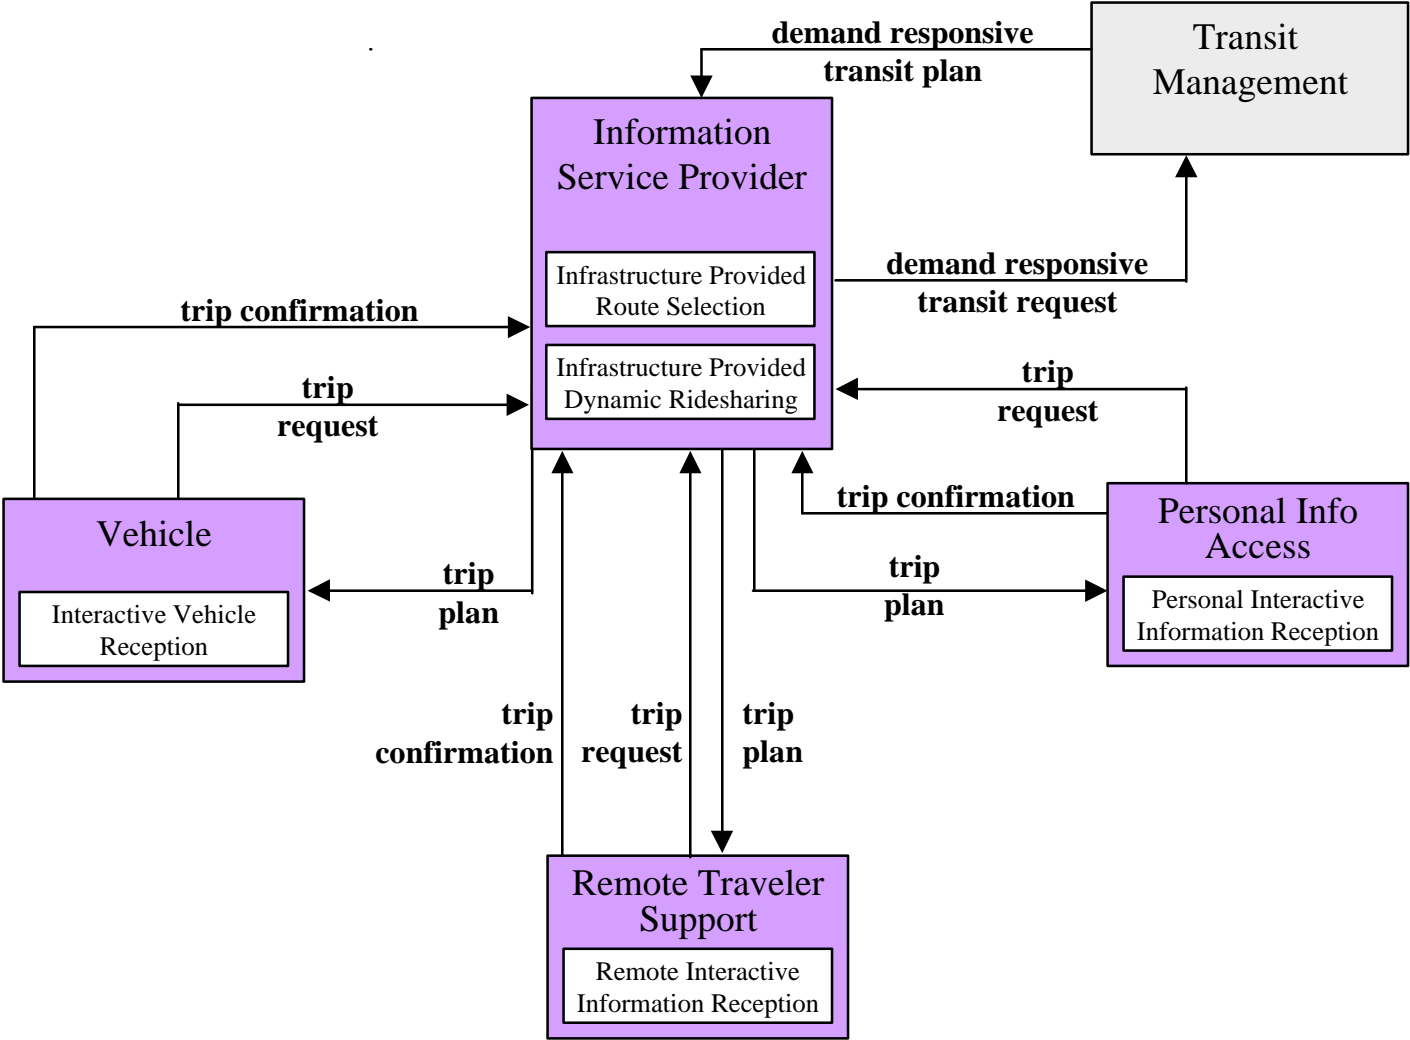 demand responsive
transit plan
Transit
Management
Information
Service Provider
Infrastructure Provided
Route Selection
demand responsive
transit request
trip confirmation
Infrastructure Provided
Dynamic Ridesharing
trip
request
trip
request
trip confirmation
Vehicle
Interactive Vehicle
Reception
trip
plan
trip
plan
Personal Info
Access
Personal Interactive
Information Reception
trip
confirmation
trip
request
trip
plan
Remote Traveler
Support
Remote Interactive
Information Reception